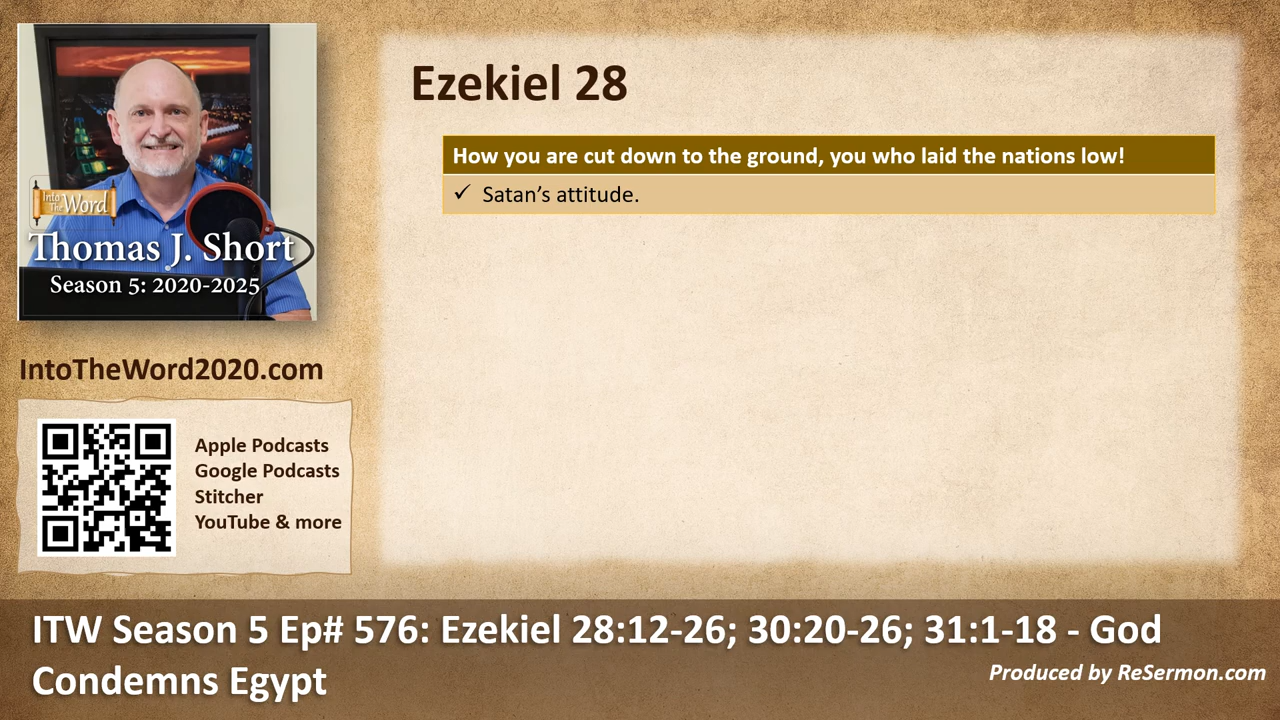 Into
The Word
Thomas J. Short
Season 5: 2020-2025
IntoTheWord2020.com
Apple Podcasts
Google Podcasts
Stitcher
YouTube & more
Ezekiel 28
How you are cut down to the ground, you who laid the nations low!
✓ Satan’s attitude.
ITW Season 5 Ep# 576: Ezekiel 28:12-26; 30:20-26; 31:1-18 - God
Condemns Egypt
Produced by ReSermon.com